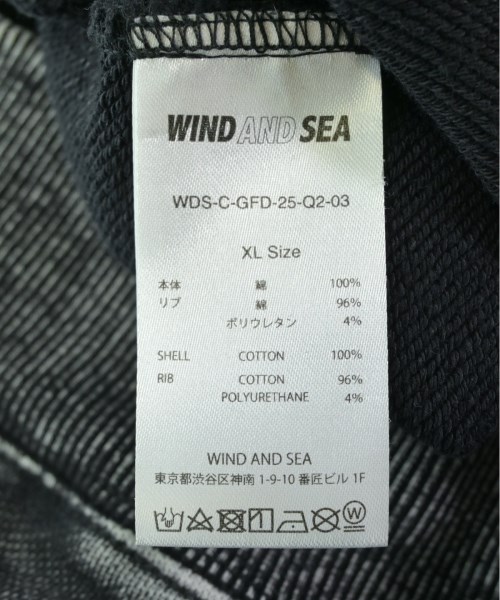 WIND AND SEA
WDS-C-GFD-25-Q2-03
XL Size
本体 綿 100%
リブ 綿 96%
ポリウレタン 4%
SHELL COTTON 100%
RIB COTTON 96%
POLYURETHANE 4%
WIND AND SEA
東京都渋谷区神南1-9-10 番匠ビル 1F
W